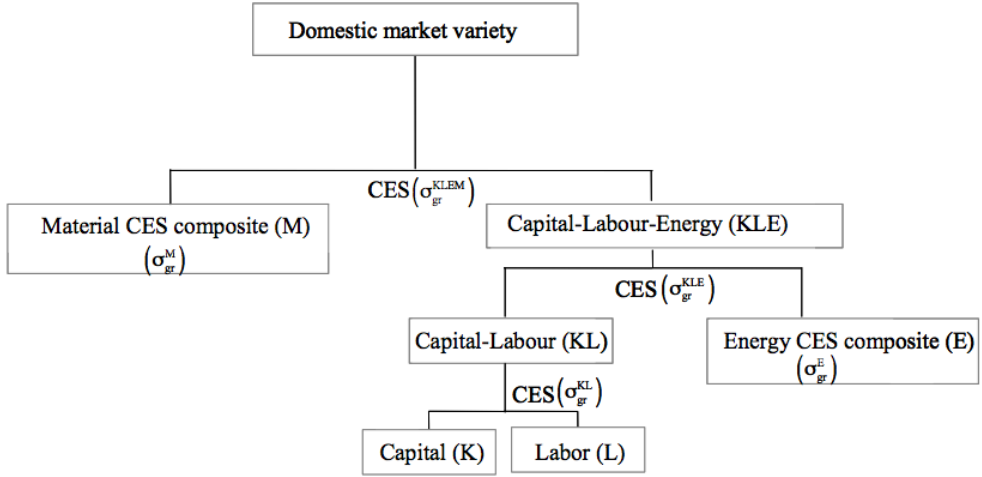 Domestic market variety
CES(σ_gr^KLEM)
Material CES composite (M)
(σ_gr^M)
Capital-Labour-Energy (KLE)
CES(σ_gr^KLE)
Capital-Labour (KL)
Energy CES composite (E)
(σ_gr^E)
CES(σ_gr^KL)
Capital (K)
Labor (L)